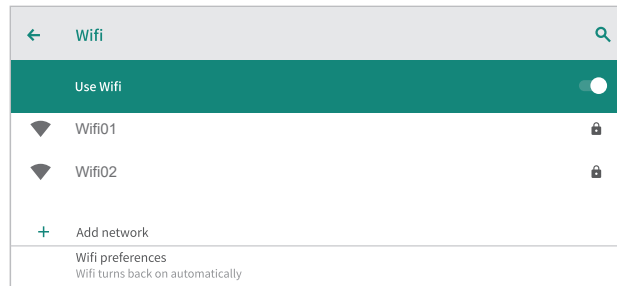 Wifi
Use Wifi
Wifi01
Wifi02
Add network
Wifi preferences
Wifi turns back on automatically